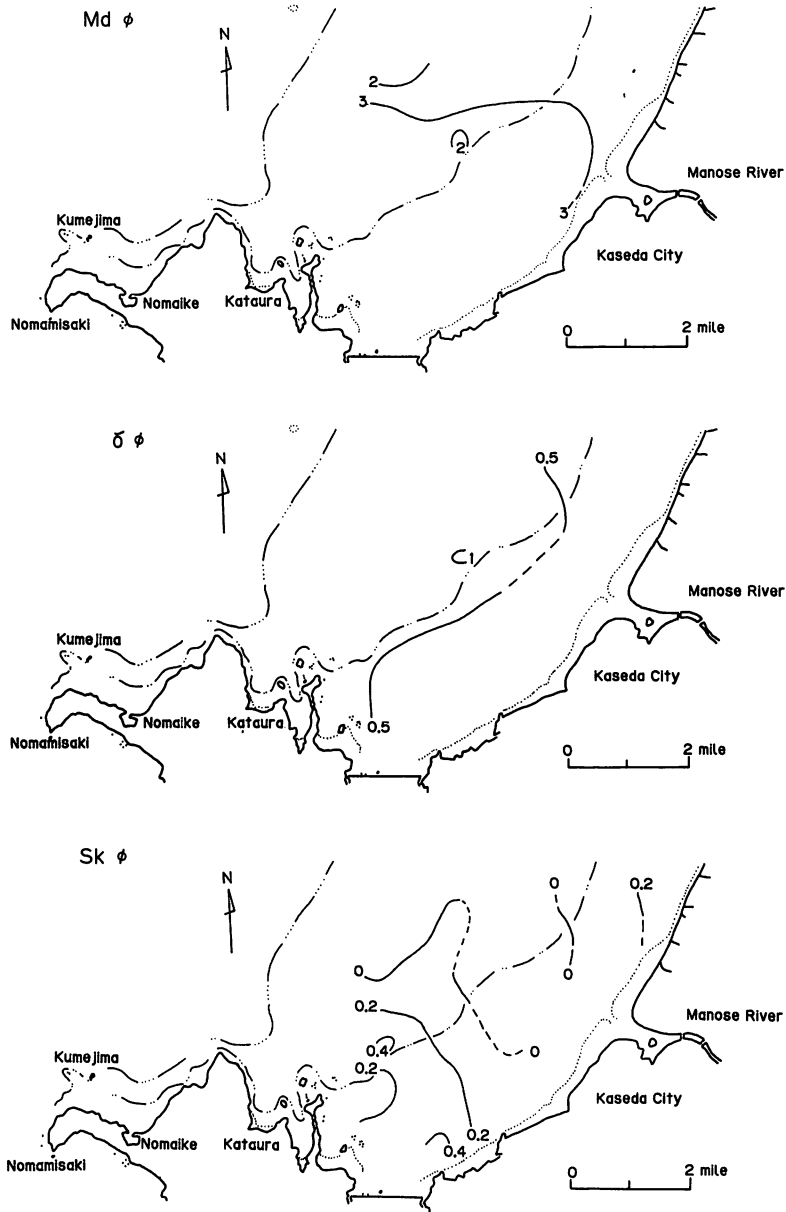 Md φ
N
2
3
2
3
Manose River
Kumejima
Kaseda City
Nomaike
Kataura
Nomamisaki
0 2 mile
δ φ
N
0.5
1
Manose River
Kumejima
Kaseda City
Nomaike
Kataura
0.5
Nomamisaki
0 2 mile
Sk φ
N
0
0.2
0
0
0.2
Manose River
0.4
0
Kumejima
0.2
Kaseda City
0.2
Nomaike
Kataura
0.4
Nomamisaki
0 2 mile